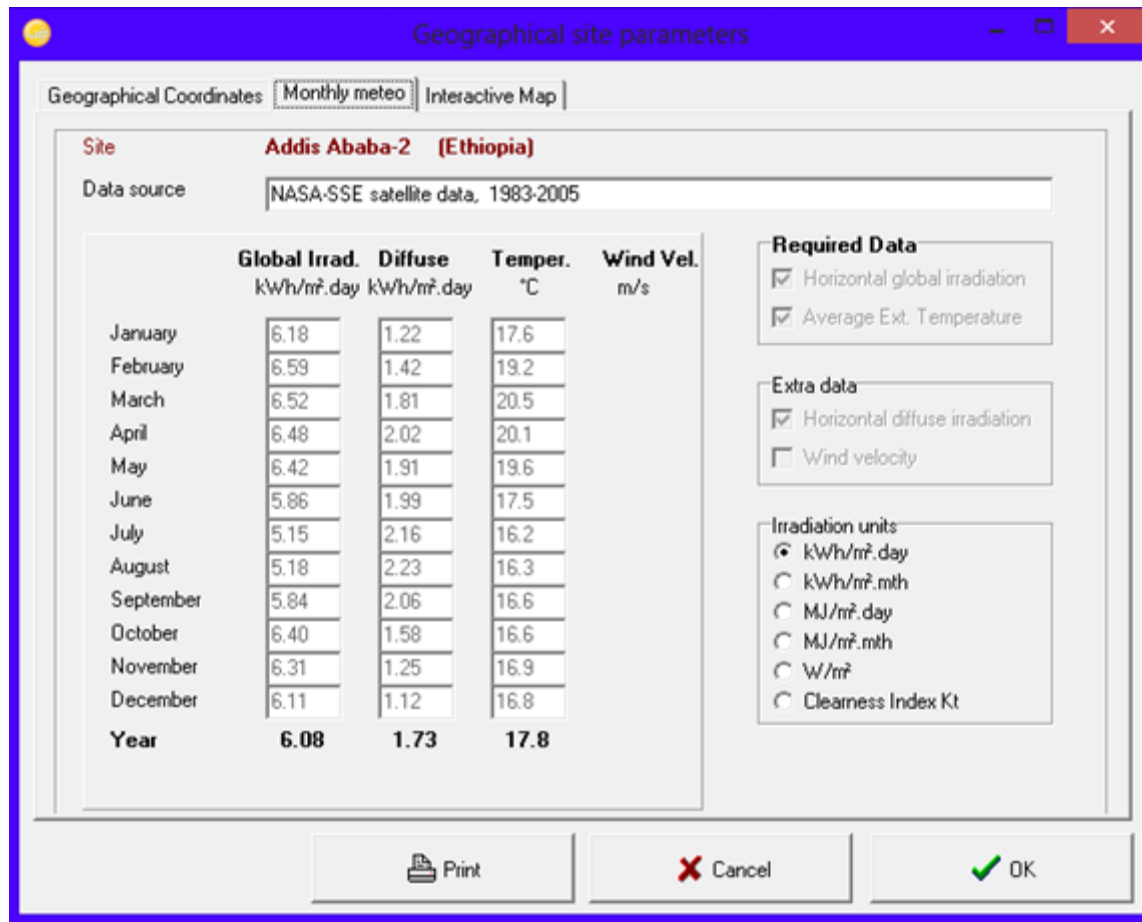 Geographical site parameters
Geographical Coordinates Monthly meteo Interactive Map
Site Addis Ababa-2 (Ethiopia)
Data source NASA-SSE satellite data, 1983-2005
Global Irrad. Diffuse Temper. Wind Vel.
kWh/m².day kWh/m².day °C m/s
January 6.18 1.22 17.6
February 6.59 1.42 19.2
March 6.52 1.81 20.5
April 6.48 2.02 20.1
May 6.42 1.91 19.6
June 5.86 1.99 17.5
July 5.15 2.16 16.2
August 5.18 2.23 16.3
September 5.84 2.06 16.6
October 6.40 1.58 16.6
November 6.31 1.25 16.9
December 6.11 1.12 16.8
Year 6.08 1.73 17.8
Required Data
Horizontal global irradiation
Average Ext. Temperature
Extra data
Horizontal diffuse irradiation
Wind velocity
Irradiation units
kWh/m².day
kWh/m².mth
MJ/m².day
MJ/m².mth
W/m²
Clearness Index Kt
Print Cancel OK